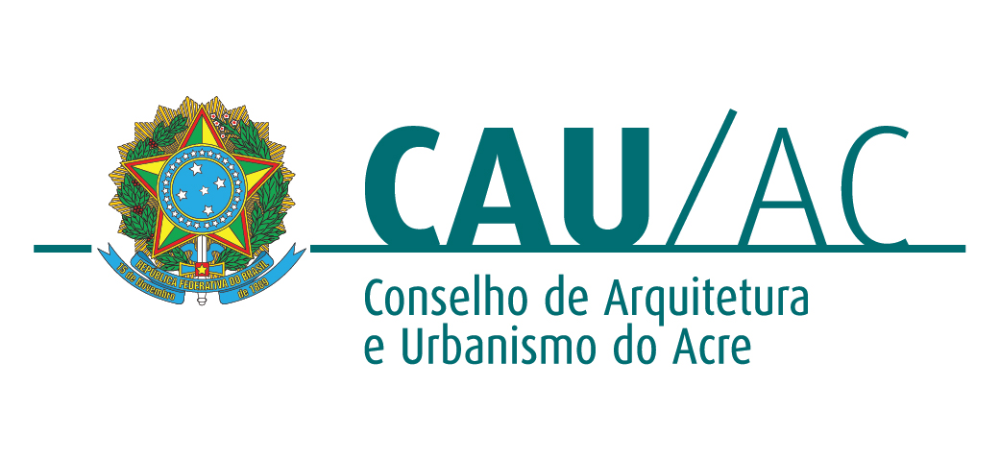 CAU/AC
Conselho de Arquitetura
e Urbanismo do Acre
REPÚBLICA FEDERATIVA DO BRASIL
15 de Novembro
de 1889